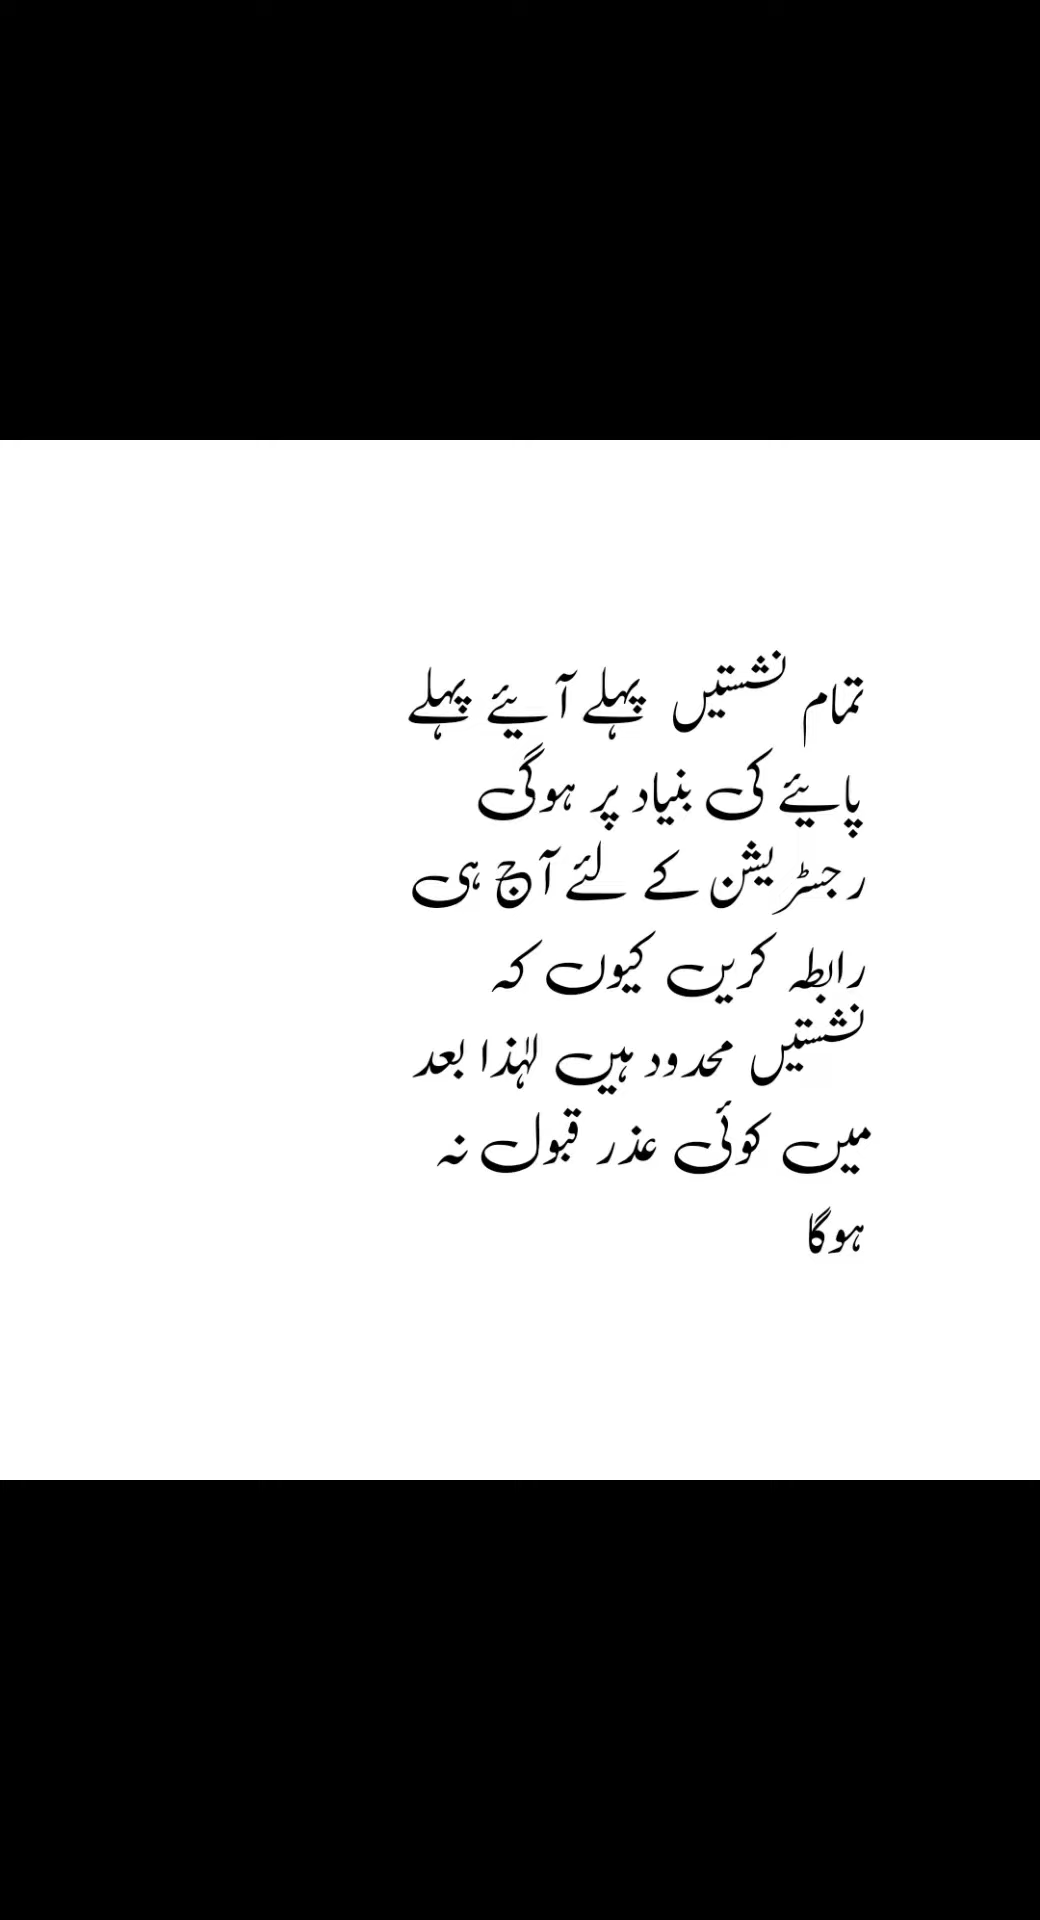 تمام نشستیں پہلے آیئے پہلے
پایئے کی بنیاد پر ہوگی
رجسٹریشن کے لئے آج ہی
رابطہ کریں کیوں کہ
نشستیں محدود ہیں لہٰذا بعد
میں کوئی عذر قبول نہ
ہوگا